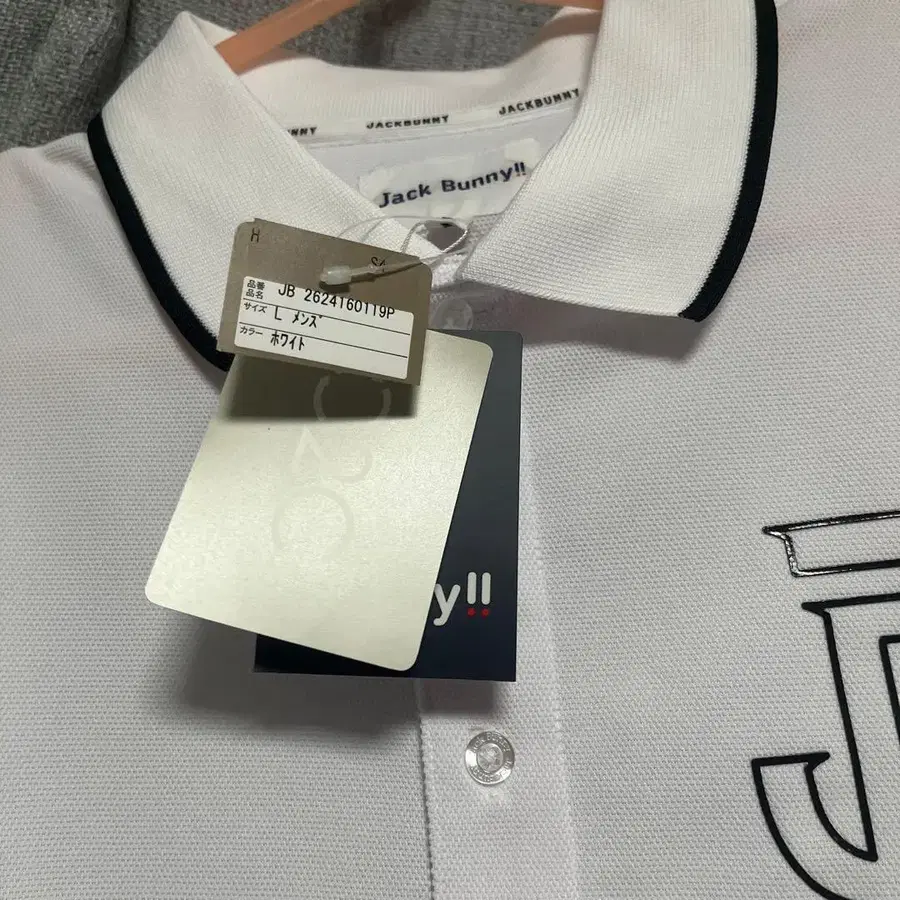 JACKBUNNY
JACKBUNNY
Jack Bunny!!
H
品番
品名
JB 2624160119P
サイズ
L メンズ
カラー
ホワイト